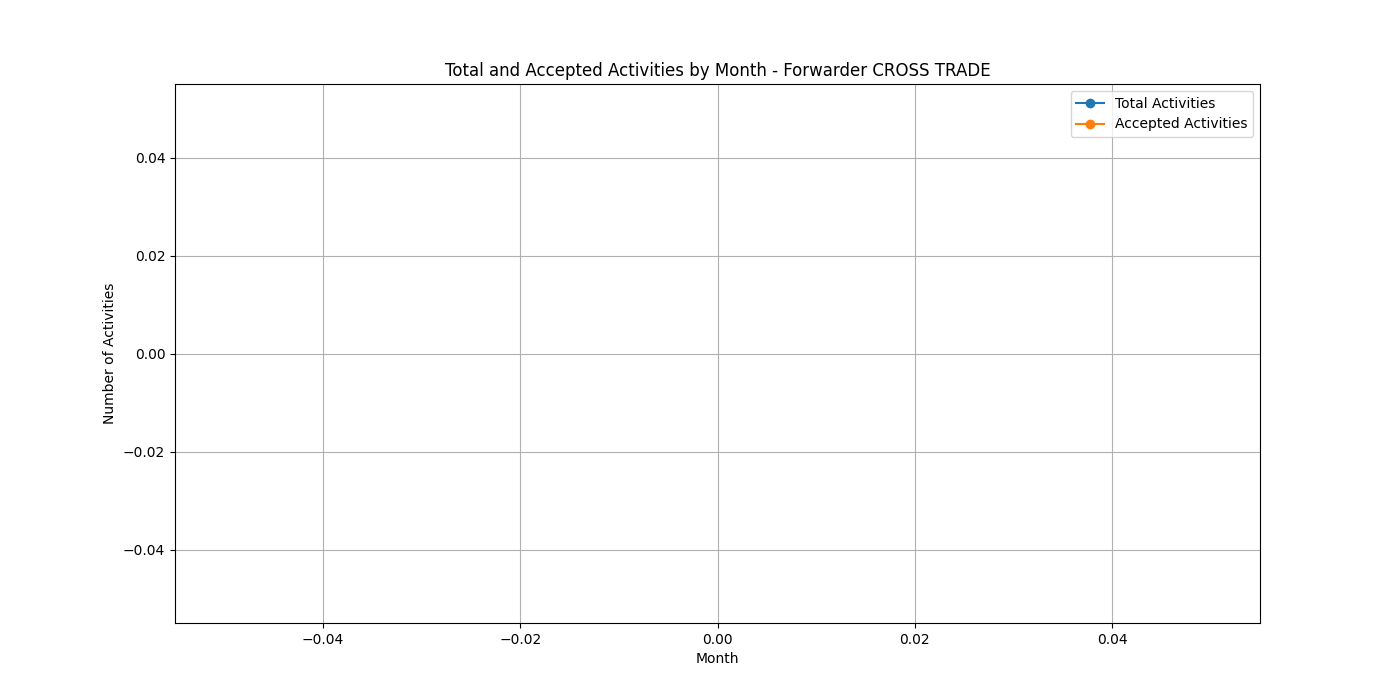 Total and Accepted Activities by Month - Forwarder CROSS TRADE
Total Activities
Accepted Activities
0.04
0.02
0.00
−0.02
−0.04
Number of Activities
−0.04 −0.02 0.00 0.02 0.04
Month